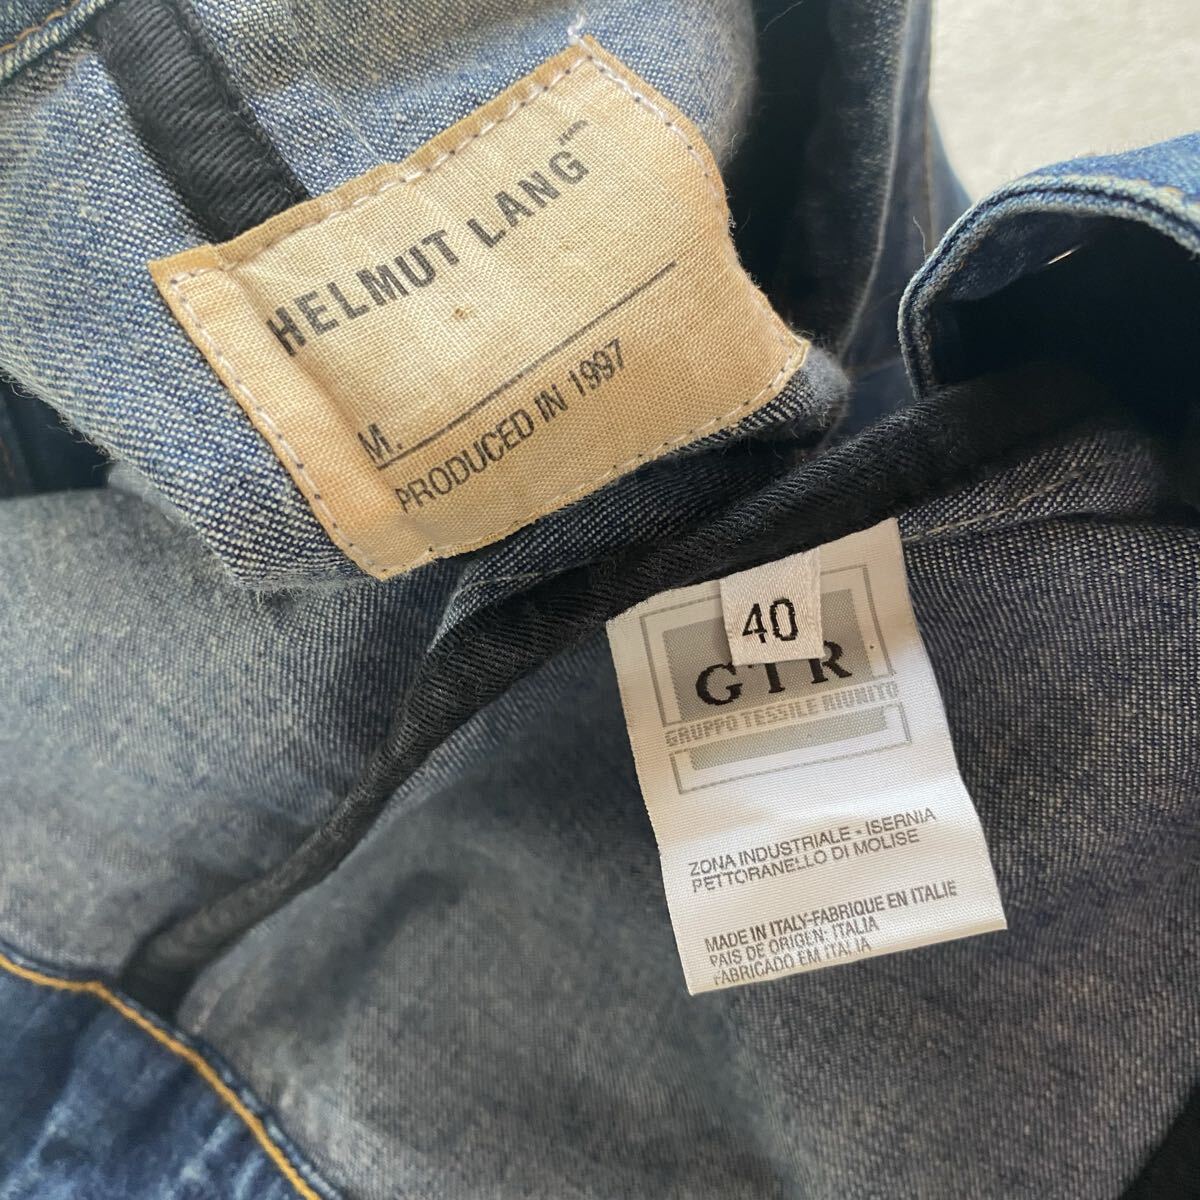 HELMUT LANG™
M.
PRODUCED IN 1997
40
GTR
GRUPPO TESSILE RIUNITO
ZONA INDUSTRIALE - ISERNIA
PETTORANELLO DI MOLISE
MADE IN ITALY-FABRIQUE EN ITALIE
PAIS DE ORIGEN: ITALIA
FABRICADO EM ITALIA